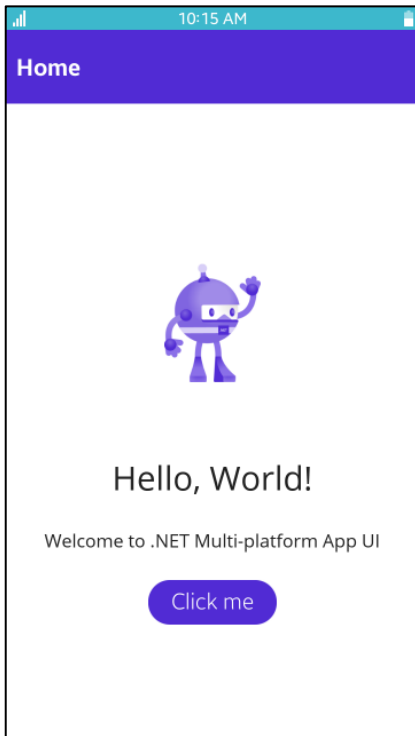 10:15 AM
Home
Hello, World!
Welcome to .NET Multi-platform App UI
Click me